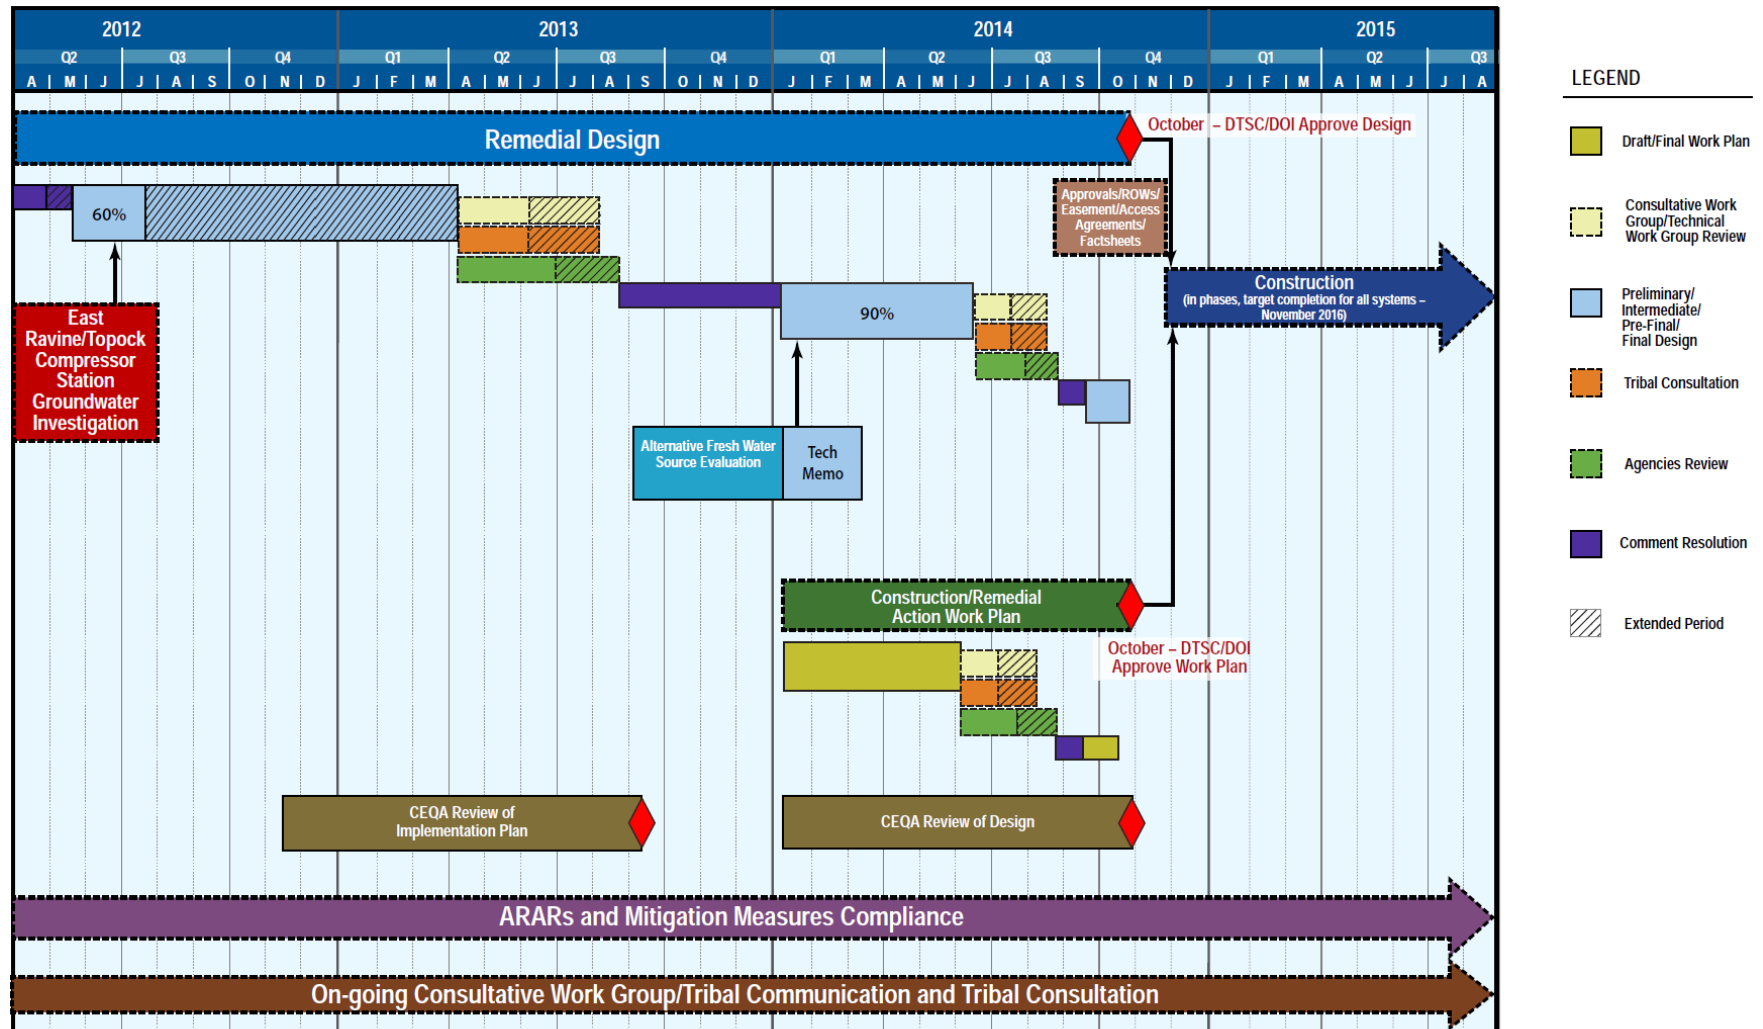 2012 2013 2014 2015
Q2 Q3 Q4 Q1 Q2 Q3 Q4 Q1 Q2 Q3 Q4 Q1 Q2 Q3
A M J J A S O N D J F M A M J J A S O N D J F M A M J J A S O N D J F M A M J J A
LEGEND
Draft/Final Work Plan
Consultative Work
Group/Technical
Work Group Review
Preliminary/
Intermediate/
Pre-Final/
Final Design
Tribal Consultation
Agencies Review
Comment Resolution
Extended Period
Remedial Design
October – DTSC/DOI Approve Design
60%
Approvals/ROWs/
Easement/Access
Agreements/
Factsheets
East
Ravine/Topock
Compressor
Station
Groundwater
Investigation
90%
Construction
(in phases, target completion for all systems –
November 2016)
Alternative Fresh Water
Source Evaluation
Tech
Memo
Construction/Remedial
Action Work Plan
October – DTSC/DOI
Approve Work Plan
CEQA Review of
Implementation Plan
CEQA Review of Design
ARARs and Mitigation Measures Compliance
On-going Consultative Work Group/Tribal Communication and Tribal Consultation